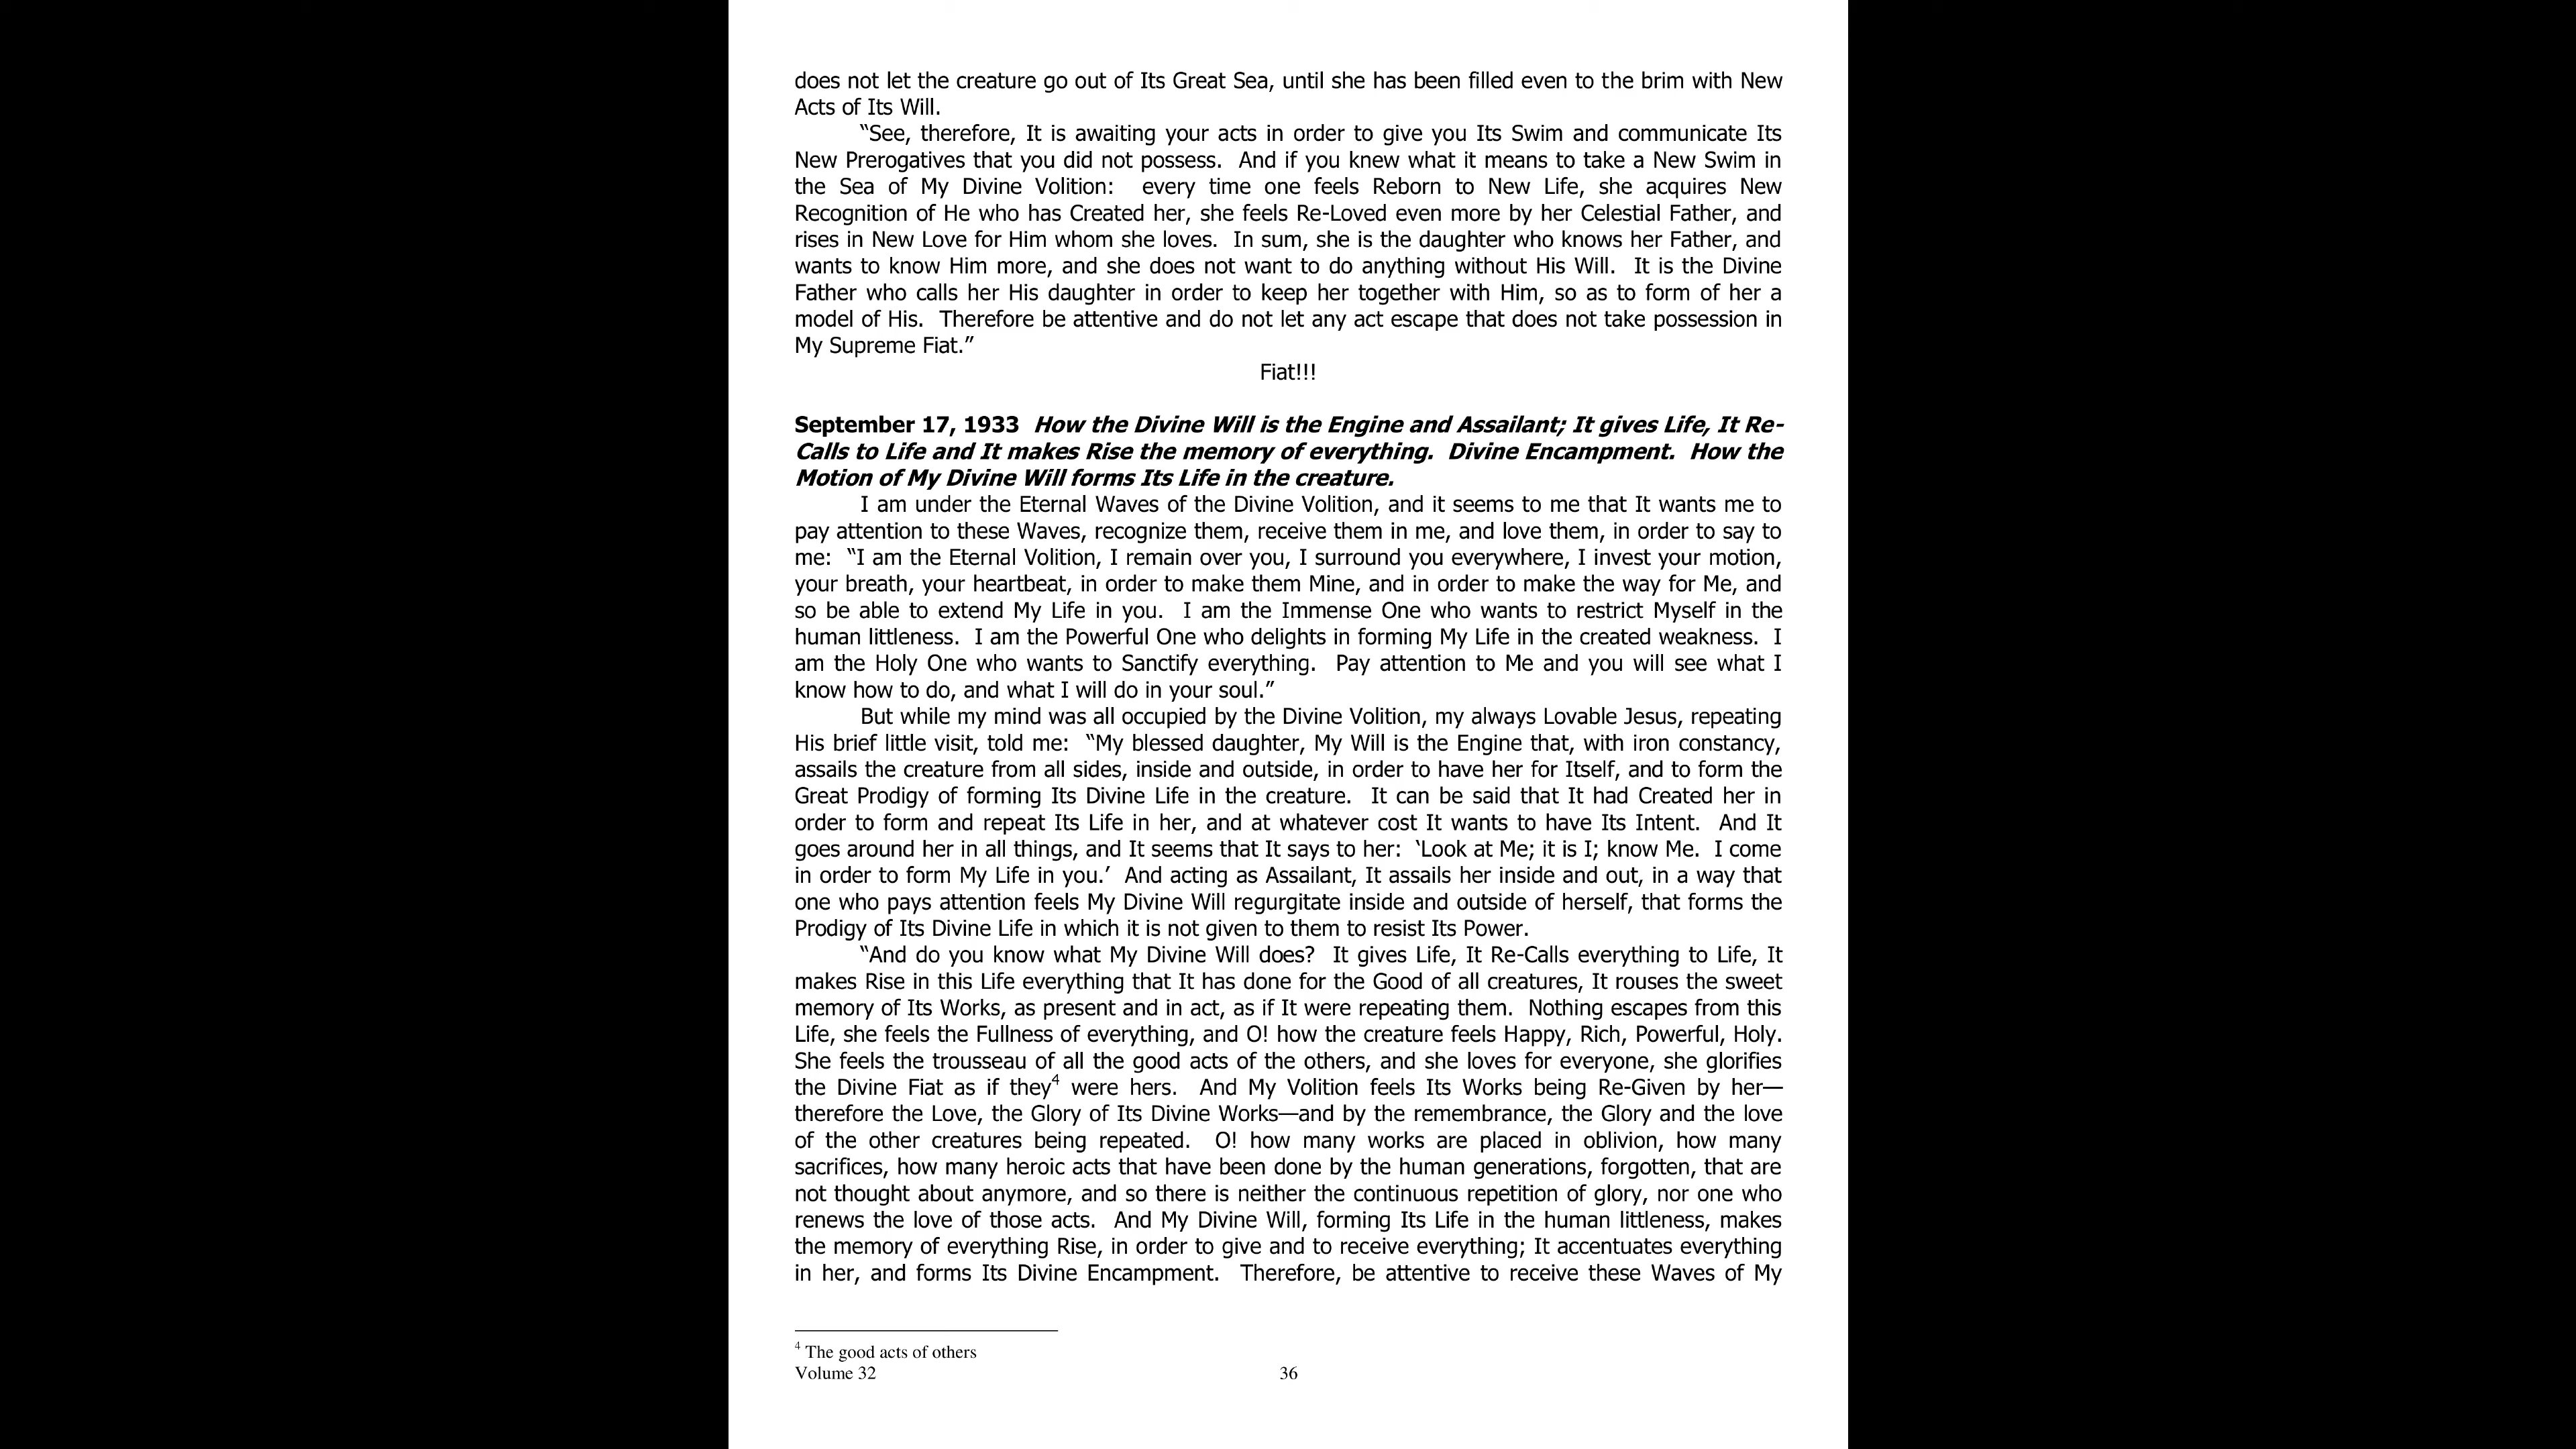 does not let the creature go out of Its Great Sea, until she has been filled even to the brim with New
Acts of Its Will.
“See, therefore, It is awaiting your acts in order to give you Its Swim and communicate Its
New Prerogatives that you did not possess.  And if you knew what it means to take a New Swim in
the Sea of My Divine Volition:  every time one feels Reborn to New Life, she acquires New
Recognition of He who has Created her, she feels Re-Loved even more by her Celestial Father, and
rises in New Love for Him whom she loves.  In sum, she is the daughter who knows her Father, and
wants to know Him more, and she does not want to do anything without His Will.  It is the Divine
Father who calls her His daughter in order to keep her together with Him, so as to form of her a
model of His.  Therefore be attentive and do not let any act escape that does not take possession in
My Supreme Fiat.”
Fiat!!!
September 17, 1933  How the Divine Will is the Engine and Assailant; It gives Life, It Re-
Calls to Life and It makes Rise the memory of everything.  Divine Encampment.  How the
Motion of My Divine Will forms Its Life in the creature.
I am under the Eternal Waves of the Divine Volition, and it seems to me that It wants me to
pay attention to these Waves, recognize them, receive them in me, and love them, in order to say to
me:  “I am the Eternal Volition, I remain over you, I surround you everywhere, I invest your motion,
your breath, your heartbeat, in order to make them Mine, and in order to make the way for Me, and
so be able to extend My Life in you.  I am the Immense One who wants to restrict Myself in the
human littleness.  I am the Powerful One who delights in forming My Life in the created weakness.  I
am the Holy One who wants to Sanctify everything.  Pay attention to Me and you will see what I
know how to do, and what I will do in your soul.”
But while my mind was all occupied by the Divine Volition, my always Lovable Jesus, repeating
His brief little visit, told me:  “My blessed daughter, My Will is the Engine that, with iron constancy,
assails the creature from all sides, inside and outside, in order to have her for Itself, and to form the
Great Prodigy of forming Its Divine Life in the creature.  It can be said that It had Created her in
order to form and repeat Its Life in her, and at whatever cost It wants to have Its Intent.  And It
goes around her in all things, and It seems that It says to her:  ‘Look at Me; it is I; know Me.  I come
in order to form My Life in you.’  And acting as Assailant, It assails her inside and out, in a way that
one who pays attention feels My Divine Will regurgitate inside and outside of herself, that forms the
Prodigy of Its Divine Life in which it is not given to them to resist Its Power.
“And do you know what My Divine Will does?  It gives Life, It Re-Calls everything to Life, It
makes Rise in this Life everything that It has done for the Good of all creatures, It rouses the sweet
memory of Its Works, as present and in act, as if It were repeating them.  Nothing escapes from this
Life, she feels the Fullness of everything, and O! how the creature feels Happy, Rich, Powerful, Holy.
She feels the trousseau of all the good acts of the others, and she loves for everyone, she glorifies
the Divine Fiat as if they4 were hers.  And My Volition feels Its Works being Re-Given by her—
therefore the Love, the Glory of Its Divine Works—and by the remembrance, the Glory and the love
of the other creatures being repeated.  O! how many works are placed in oblivion, how many
sacrifices, how many heroic acts that have been done by the human generations, forgotten, that are
not thought about anymore, and so there is neither the continuous repetition of glory, nor one who
renews the love of those acts.  And My Divine Will, forming Its Life in the human littleness, makes
the memory of everything Rise, in order to give and to receive everything; It accentuates everything
in her, and forms Its Divine Encampment.  Therefore, be attentive to receive these Waves of My
4 The good acts of others
Volume 32 36